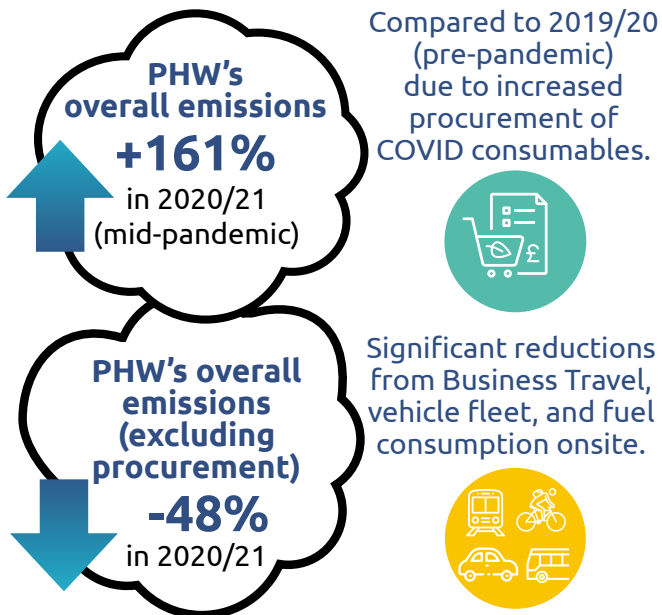 PHW's
overall emissions
+161%
in 2020/21
(mid-pandemic)
Compared to 2019/20
(pre-pandemic)
due to increased
procurement of
COVID consumables.
£
PHW's overall
emissions
(excluding
procurement)
-48%
in 2020/21
Significant reductions
from Business Travel,
vehicle fleet, and fuel
consumption onsite.